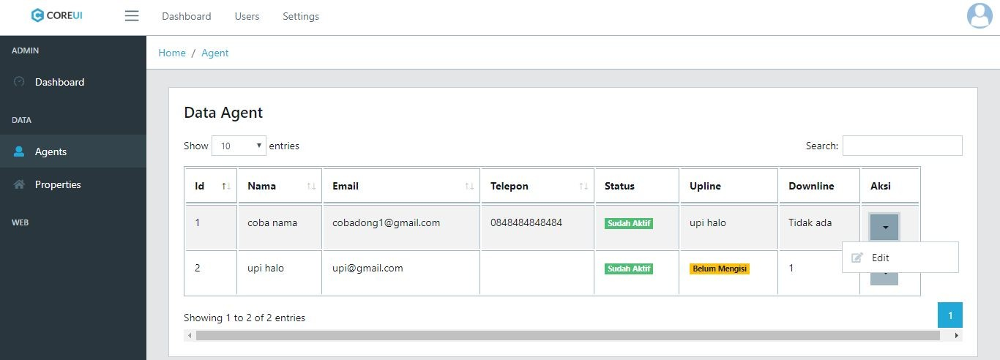 COREUI Dashboard Users Settings
ADMIN
Home / Agent
Dashboard
DATA
Agents
Properties
WEB
Data Agent
Show 10 entries Search:
Id Nama Email Telepon Status Upline Downline Aksi
1 coba nama cobadong1@gmail.com 0848484848484 Sudah Aktif upi halo Tidak ada
Edit
2 upi halo upi@gmail.com Sudah Aktif Belum Mengisi 1
Showing 1 to 2 of 2 entries 1